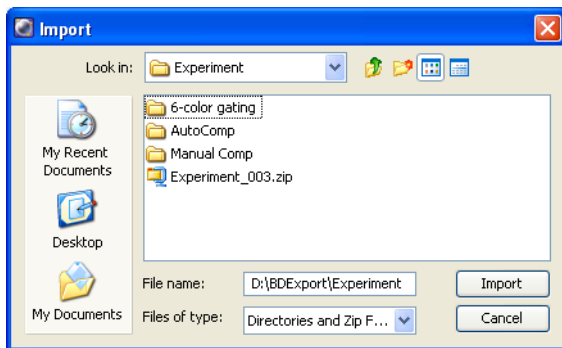 Import
Look in: Experiment
6-color gating
AutoComp
Manual Comp
Experiment_003.zip
My Recent
Documents
Desktop
My Documents
File name: D:\BDExport\Experiment Import
Files of type: Directories and Zip F... Cancel